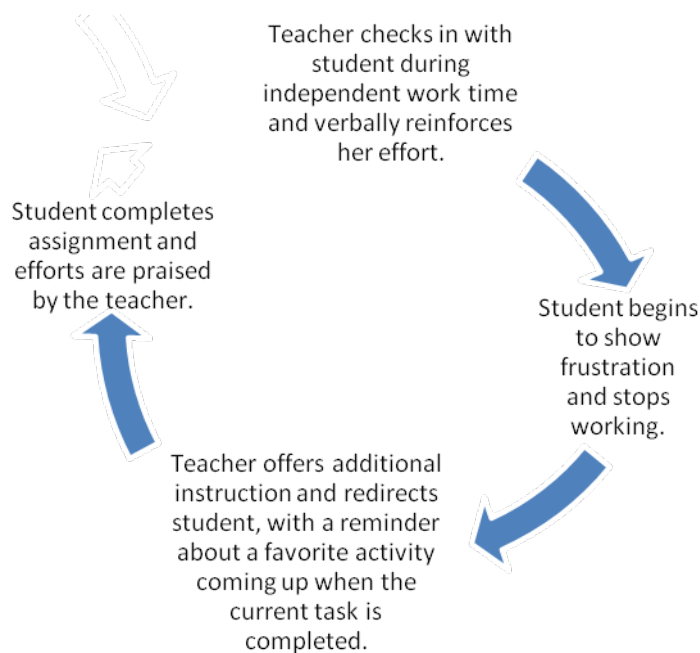 Teacher checks in with
student during
independent work time
and verbally reinforces
her effort.
Student begins
to show
frustration
and stops
working.
Teacher offers additional
instruction and redirects
student, with a reminder
about a favorite activity
coming up when the
current task is
completed.
Student completes
assignment and
efforts are praised
by the teacher.